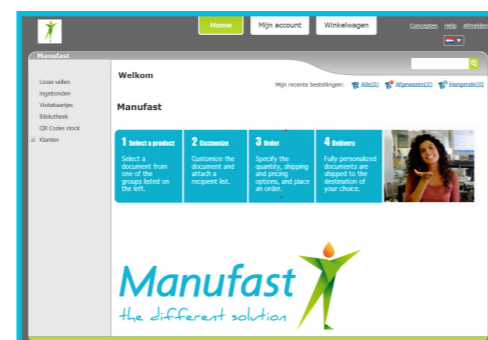 Home Mijn account Winkelwagen Concepten Help Afmelden
Manufast
Welkom
Mijn recente bestellingen: Alle(0) Afgewezen(0) Hangende(0)
Losse vellen
Ingebonden
Visitekaartjes
Bibliotheek
QR Codes stock
Klanten
Manufast
1 Select a product
Select a
document from
one of the
groups listed on
the left.
2 Customize
Customize the
document and
attach a
recipient list.
3 Order
Specify the
quantity, shipping
and pricing
options, and place
an order.
4 Delivery
Fully personalized
documents are
shipped to the
destination of
your choice.
Manufast
the different solution